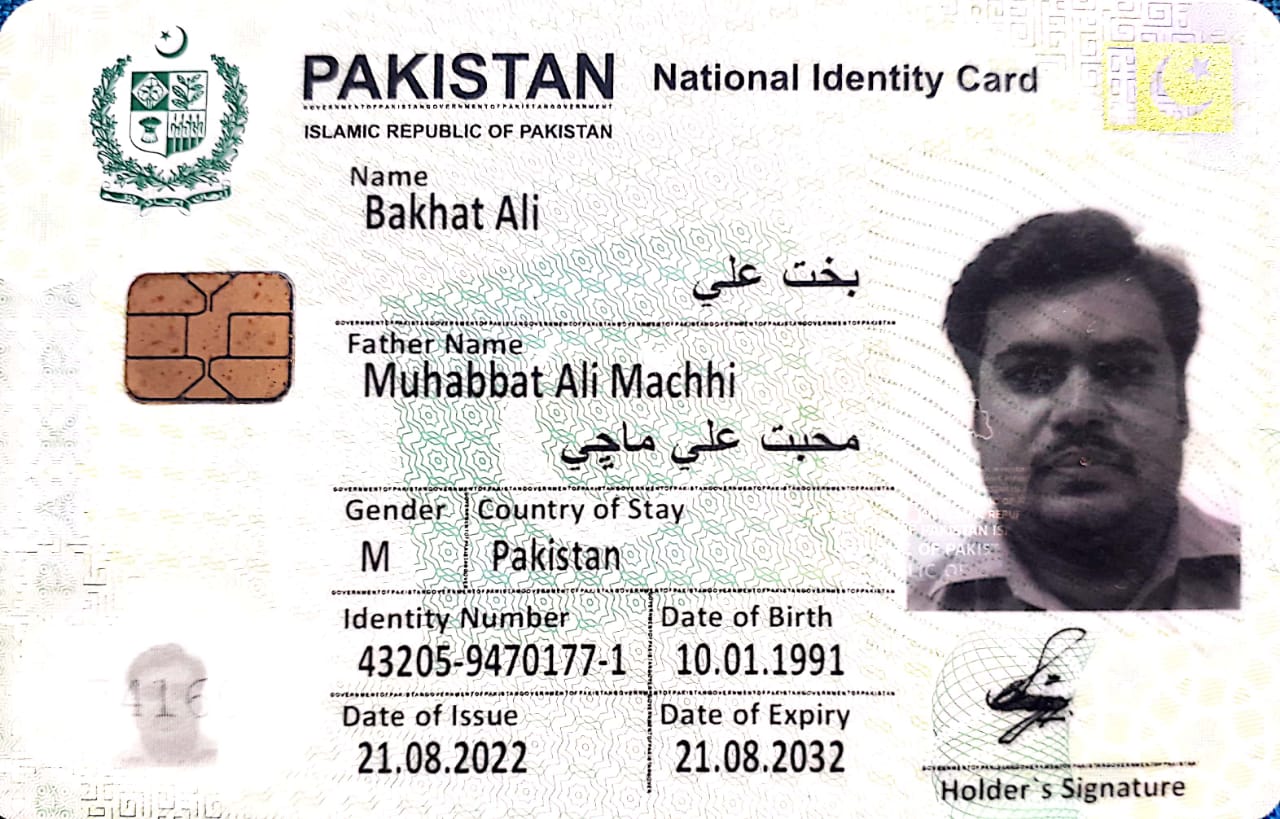 PAKISTAN National Identity Card
ISLAMIC REPUBLIC OF PAKISTAN
Name
Bakhat Ali
بخت علي
Father Name
Muhabbat Ali Machhi
محبت علي ماڇي
Gender Country of Stay
M Pakistan
Identity Number Date of Birth
43205-9470177-1 10.01.1991
Date of Issue Date of Expiry
21.08.2022 21.08.2032
Holder`s Signature